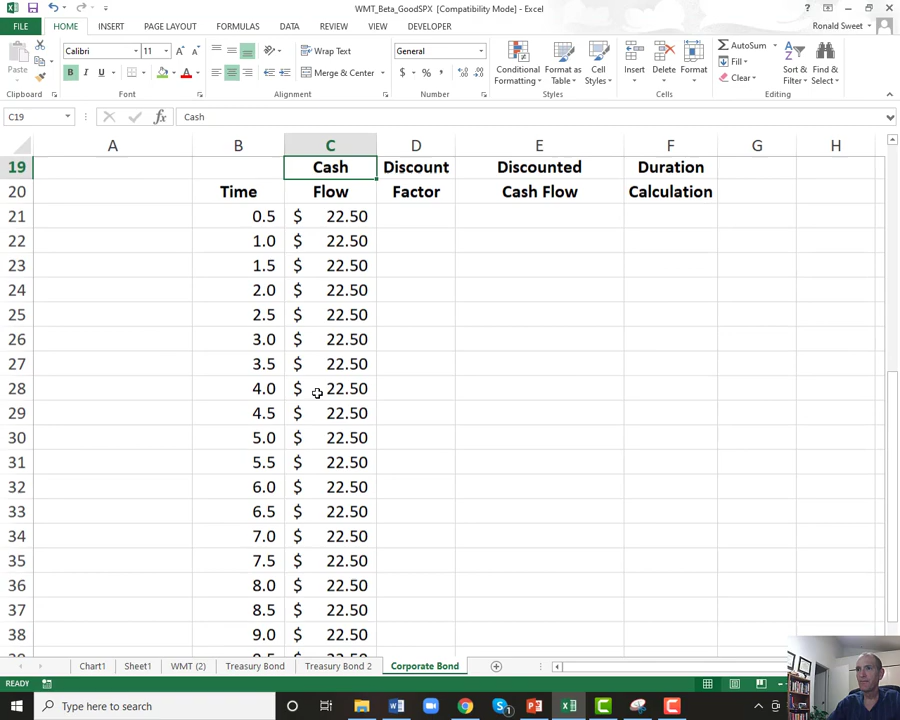 WMT_Beta_GoodSPX [Compatibility Mode] - Excel
FILE HOME INSERT PAGE LAYOUT FORMULAS DATA REVIEW VIEW DEVELOPER Ronald Sweet
Calibri 11 Wrap Text General AutoSum
Paste Conditional Format as Cell Insert Delete Format Fill Sort & Find &
B I U Merge & Center $ % Formatting Table Styles Clear Filter Select
Clipboard Font Alignment Number Styles Cells Editing
C19 fx Cash
A B C D E F G H
19 Cash Discount Discounted Duration
20 Time Flow Factor Cash Flow Calculation
21 0.5 $ 22.50
22 1.0 $ 22.50
23 1.5 $ 22.50
24 2.0 $ 22.50
25 2.5 $ 22.50
26 3.0 $ 22.50
27 3.5 $ 22.50
28 4.0 $ 22.50
29 4.5 $ 22.50
30 5.0 $ 22.50
31 5.5 $ 22.50
32 6.0 $ 22.50
33 6.5 $ 22.50
34 7.0 $ 22.50
35 7.5 $ 22.50
36 8.0 $ 22.50
37 8.5 $ 22.50
38 9.0 $ 22.50
Chart1 Sheet1 WMT (2) Treasury Bond Treasury Bond 2 Corporate Bond
READY
Type here to search